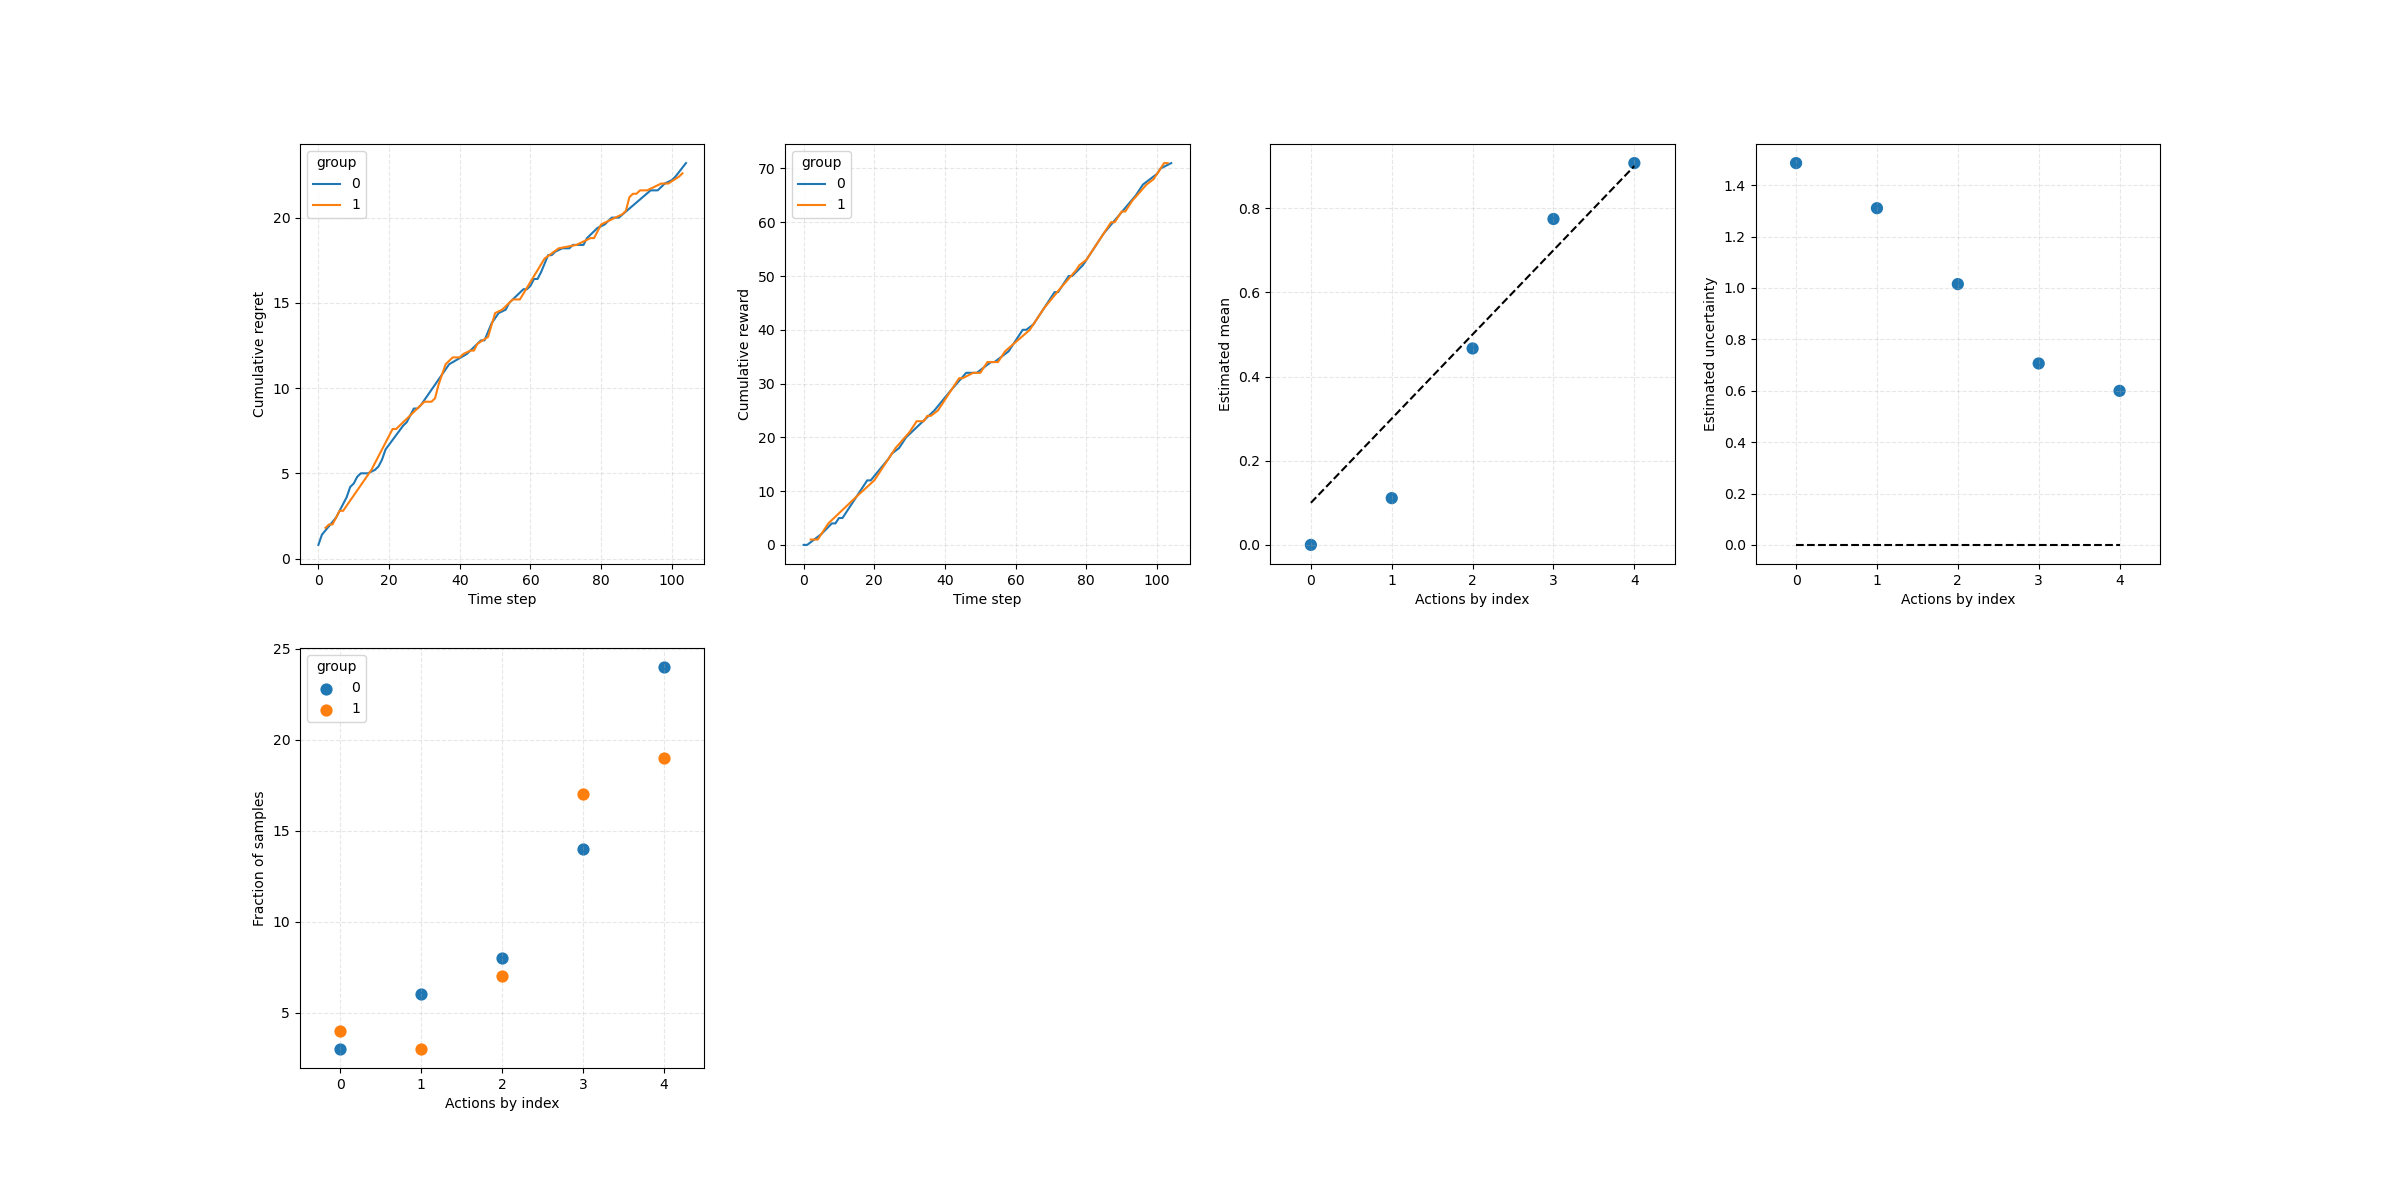 group
0
1
20
15
10
5
0
Cumulative regret
0 20 40 60 80 100
Time step
group
0
1
70
60
50
40
30
20
10
0
Cumulative reward
0 20 40 60 80 100
Time step
0.8
0.6
0.4
0.2
0.0
Estimated mean
0 1 2 3 4
Actions by index
1.4
1.2
1.0
0.8
0.6
0.4
0.2
0.0
Estimated uncertainty
0 1 2 3 4
Actions by index
group
0
1
25
20
15
10
5
Fraction of samples
0 1 2 3 4
Actions by index